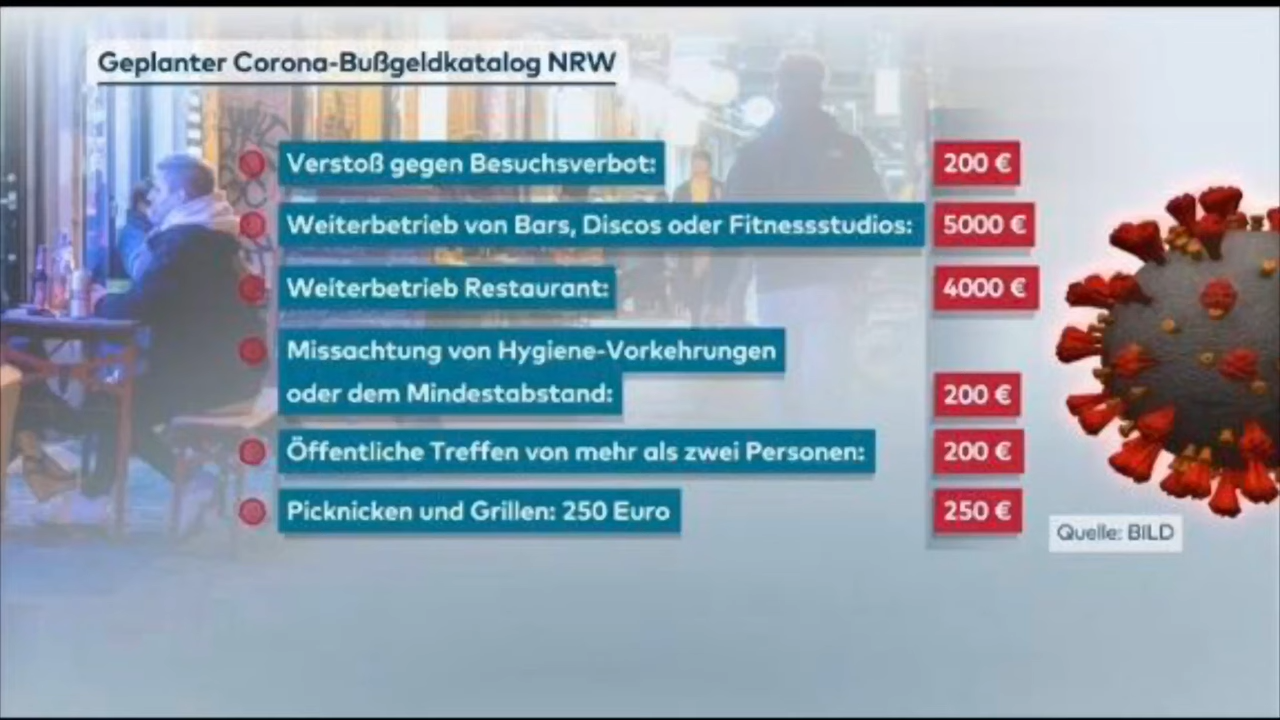 Geplanter Corona-Bußgeldkatalog NRW
Verstoß gegen Besuchsverbot: 200 €
Weiterbetrieb von Bars, Discos oder Fitnessstudios: 5000 €
Weiterbetrieb Restaurant: 4000 €
Missachtung von Hygiene-Vorkehrungen
oder dem Mindestabstand: 200 €
Öffentliche Treffen von mehr als zwei Personen: 200 €
Picknicken und Grillen: 250 Euro 250 €
Quelle: BILD